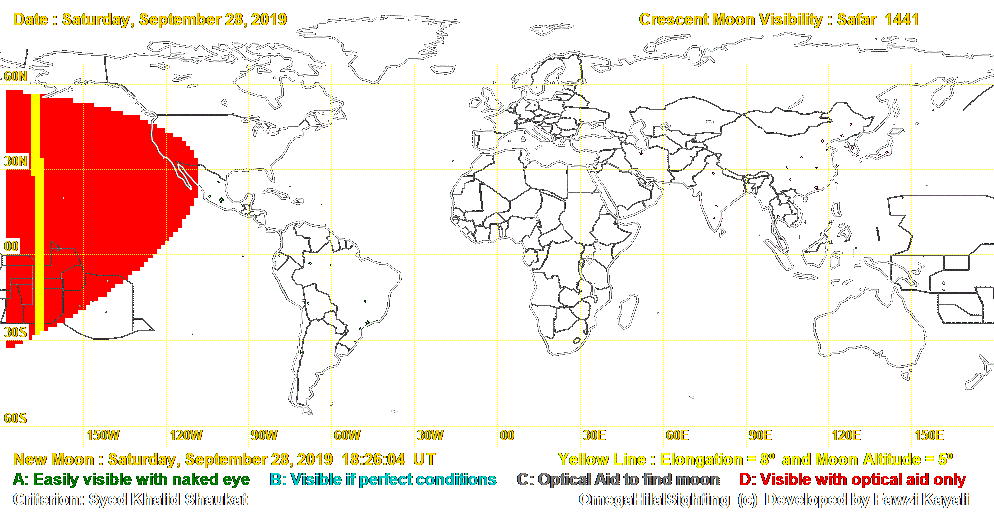 Date : Saturday, September 28, 2019 Crescent Moon Visibility : Safar 1441
60N
30N
00
30S
60S
150W 120W 90W 60W 30W 00 30E 60E 90E 120E 150E
New Moon : Saturday, September 28, 2019 18:26:04 UT Yellow Line : Elongation = 8º and Moon Altitude = 5º
A: Easily visible with naked eye B: Visible if perfect conditions C: Optical Aid to find moon D: Visible with optical aid only
Criterion: Syed Khalid Shaukat OmegaHilalSighting (c) Developed by Fawzi Kayali